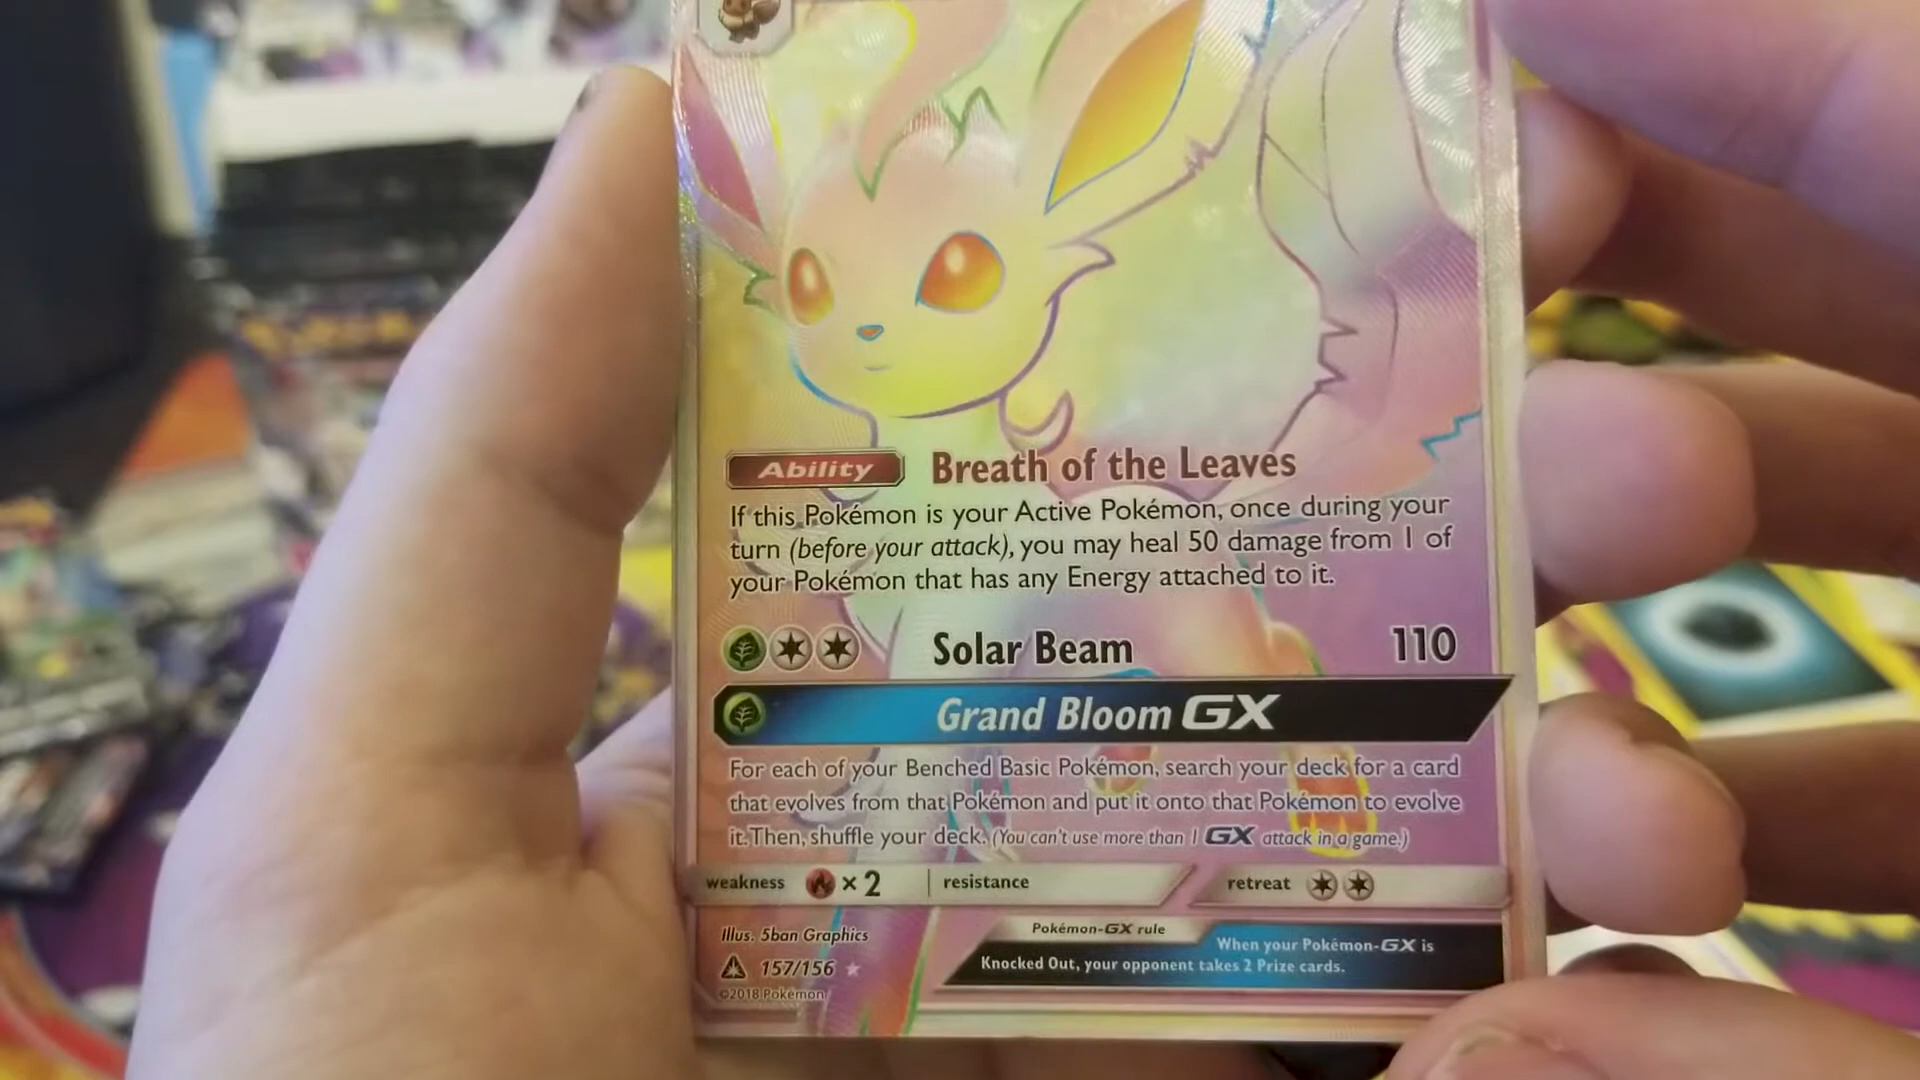 Ability Breath of the Leaves
If this Pokémon is your Active Pokémon, once during your
turn (before your attack), you may heal 50 damage from 1 of
your Pokémon that has any Energy attached to it.
Solar Beam 110
Grand Bloom GX
For each of your Benched Basic Pokémon, search your deck for a card
that evolves from that Pokémon and put it onto that Pokémon to evolve
it. Then, shuffle your deck. (You can't use more than 1 GX attack in a game.)
weakness ×2 resistance retreat
Illus. 5ban Graphics
157/156
©2018 Pokémon
Pokémon-GX rule
When your Pokémon-GX is
Knocked Out, your opponent takes 2 Prize cards.